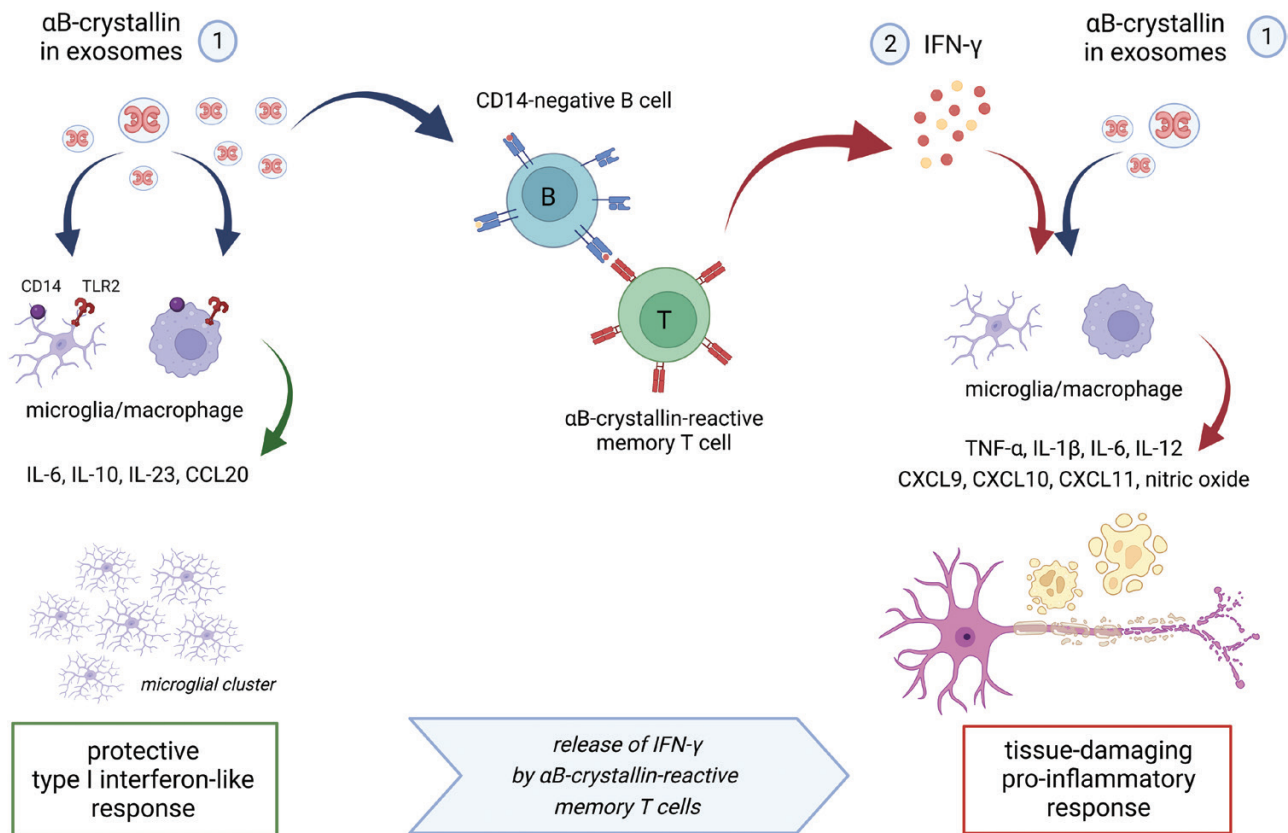 αB-crystallin
in exosomes
1
CD14-negative B cell
2
IFN-γ
αB-crystallin
in exosomes
1
B
T
CD14
TLR2
microglia/macrophage
αB-crystallin-reactive
memory T cell
microglia/macrophage
IL-6, IL-10, IL-23, CCL20
TNF-α, IL-1β, IL-6, IL-12
CXCL9, CXCL10, CXCL11, nitric oxide
microglial cluster
protective
type I interferon-like
response
release of IFN-γ
by αB-crystallin-reactive
memory T cells
tissue-damaging
pro-inflammatory
response